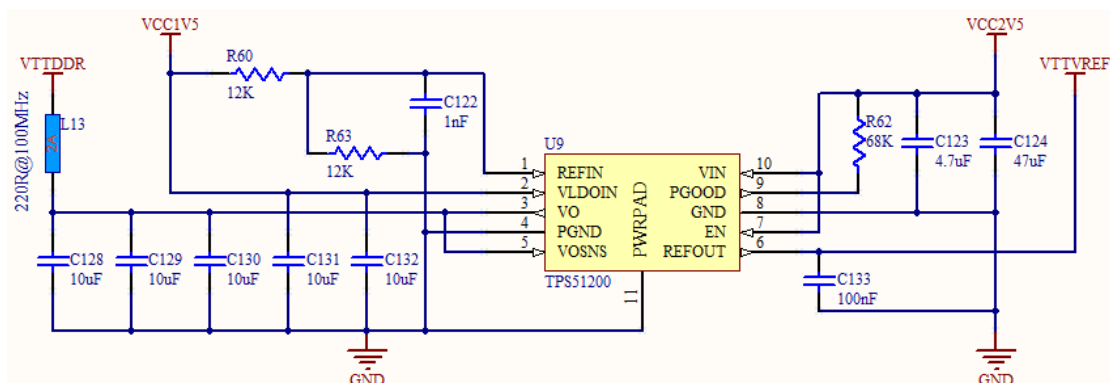 VCC1V5
VCC2V5
VTTDDR
VTTVREF
R60
12K
C122
1nF
L13
2A
220R@100MHz
R63
12K
R62
68K
C123
4.7uF
C124
47uF
U9
1
REFIN
VIN
10
2
VLDOIN
PGOOD
9
3
VO
GND
8
4
PGND
EN
7
5
VOSNS
REFOUT
6
PWRPAD
11
TPS51200
C128
10uF
C129
10uF
C130
10uF
C131
10uF
C132
10uF
C133
100nF
GND
GND